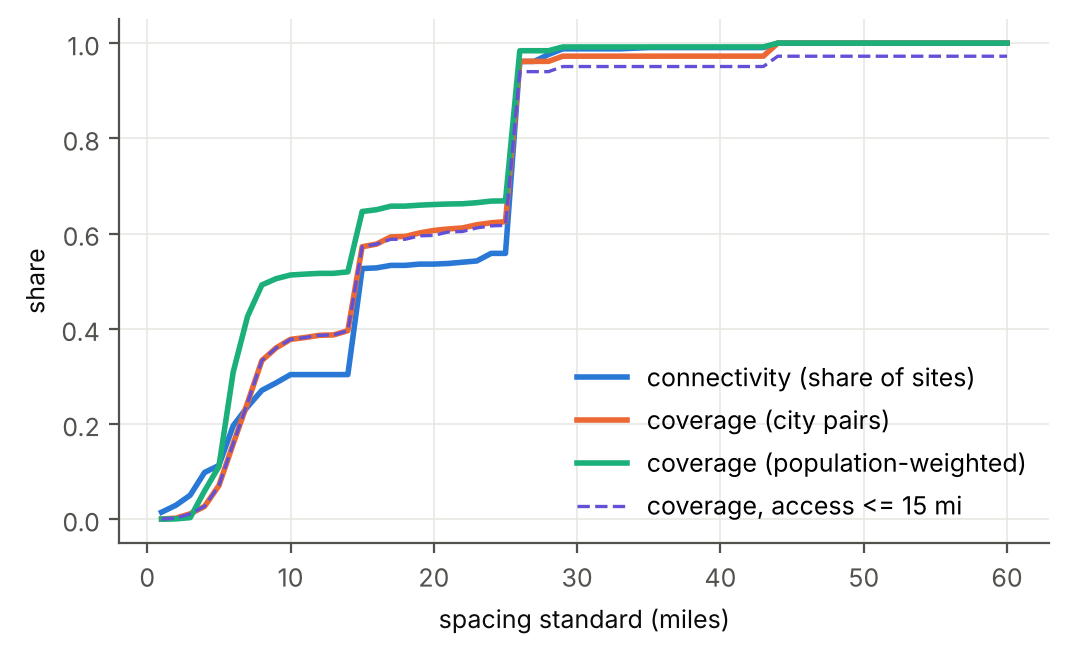 1.0
0.8
0.6
0.4
0.2
0.0
share
connectivity (share of sites)
coverage (city pairs)
coverage (population-weighted)
coverage, access <= 15 mi
0 10 20 30 40 50 60
spacing standard (miles)